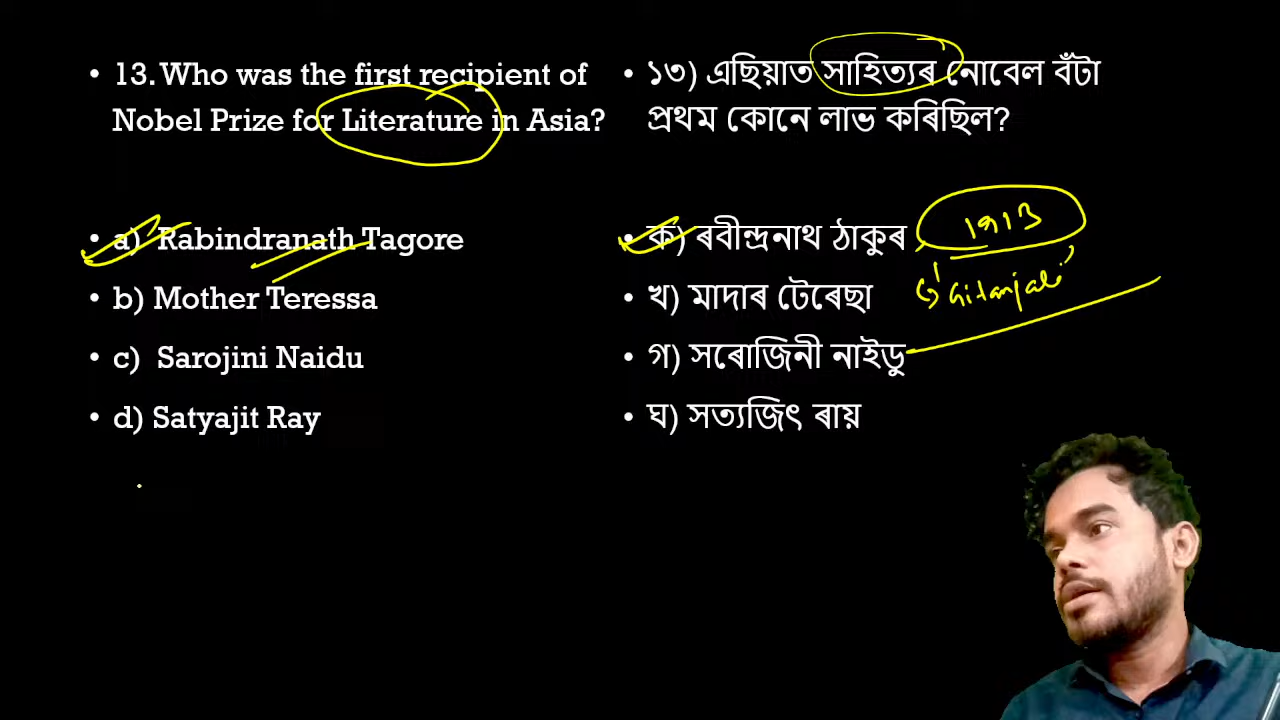 • 13. Who was the first recipient of
Nobel Prize for Literature in Asia?
• a) Rabindranath Tagore
• b) Mother Teressa
• c) Sarojini Naidu
• d) Satyajit Ray
• ১৩) এছিয়াত সাহিত্যৰ নোবেল বঁটা
প্ৰথম কোনে লাভ কৰিছিল?
• ক) ৰবীন্দ্ৰনাথ ঠাকুৰ 1913
'Gitanjali'
• খ) মাদাৰ টেৰেছা
• গ) সৰোজিনী নাইডু
• ঘ) সত্যজিৎ ৰায়